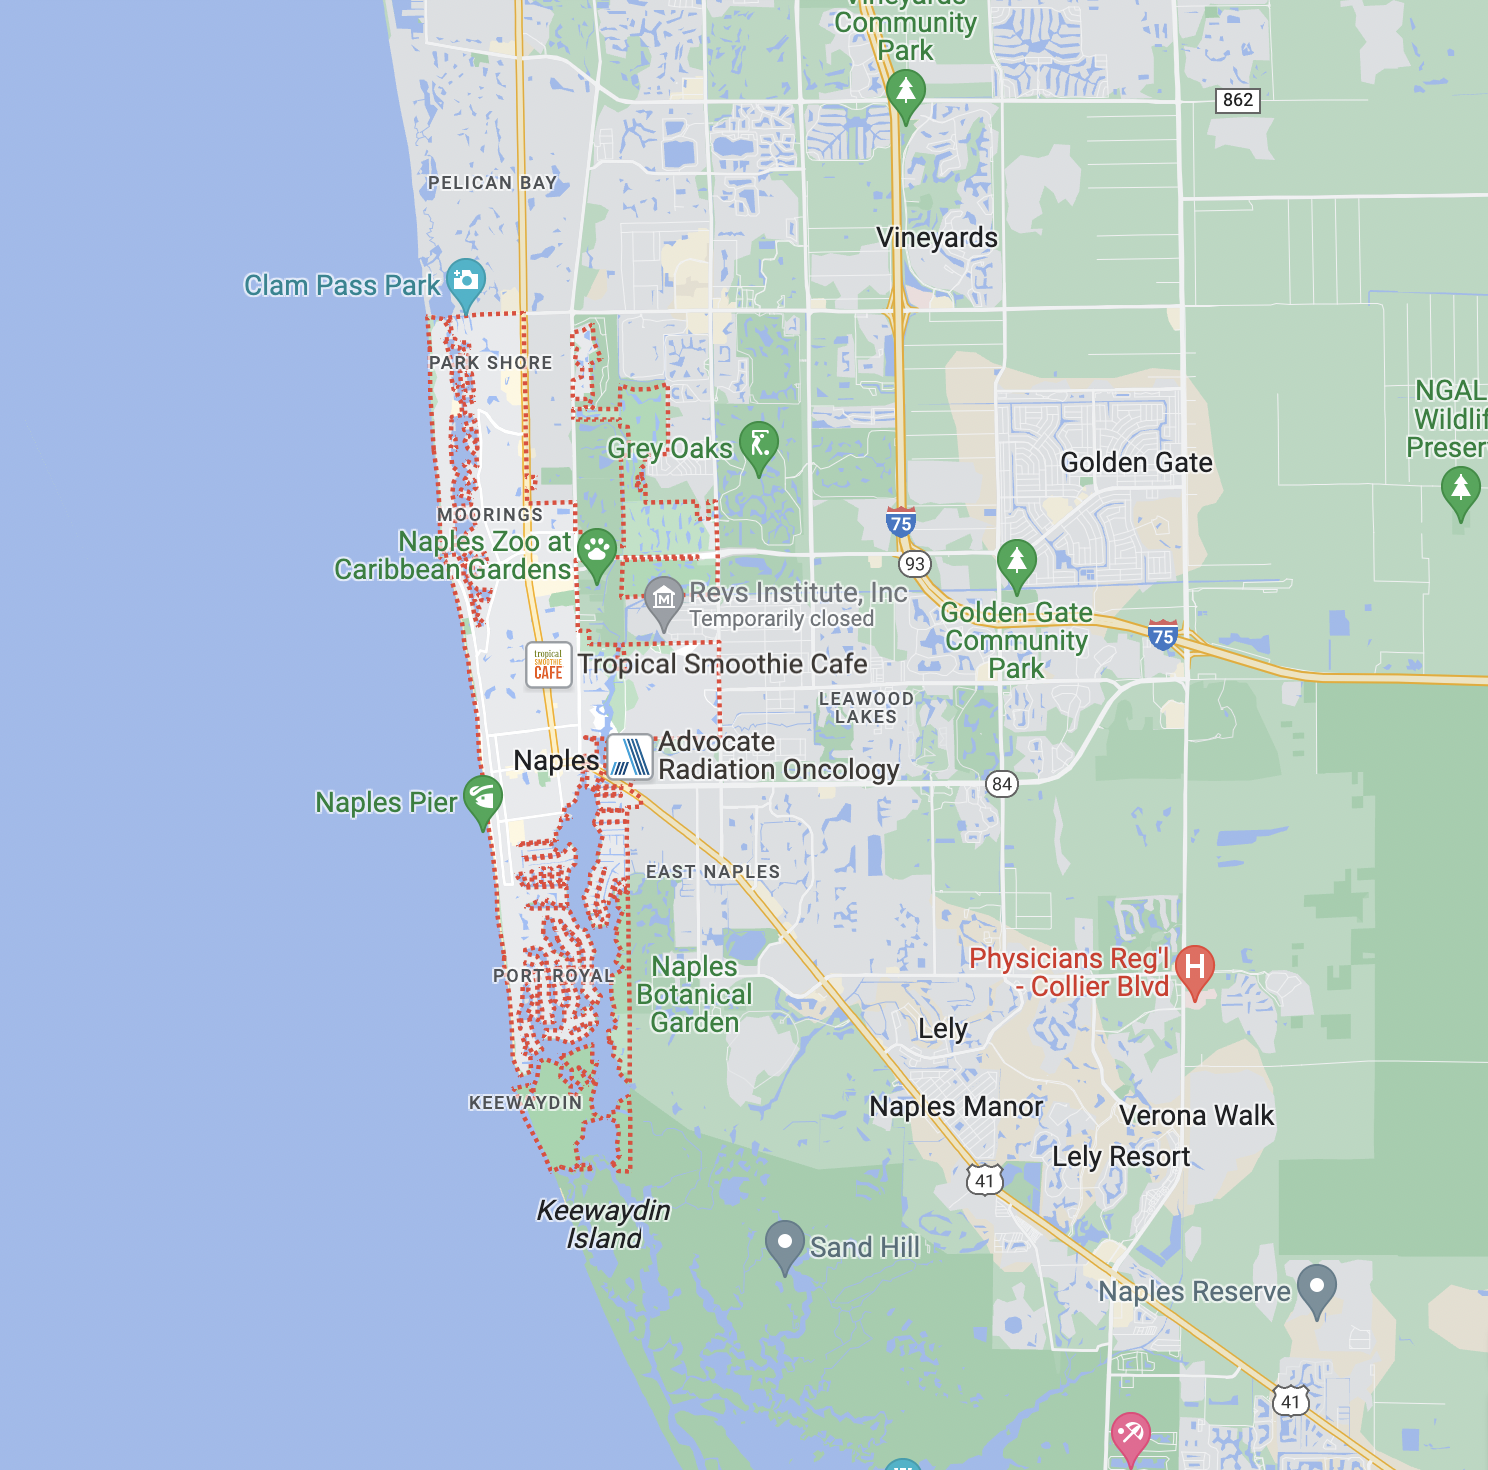 Vineyards
Community
Park
862
PELICAN BAY
Vineyards
Clam Pass Park
PARK SHORE
NGAL
Wildlif
Preser
Grey Oaks
Golden Gate
MOORINGS
75
Naples Zoo at
Caribbean Gardens
93
Revs Institute, Inc
Temporarily closed
Golden Gate
Community
Park
75
tropical
SMOOTHIE
CAFE
Tropical Smoothie Cafe
LEAWOOD
LAKES
Advocate
Radiation Oncology
Naples
84
Naples Pier
EAST NAPLES
Physicians Reg'l
- Collier Blvd
H
PORT ROYAL
Naples
Botanical
Garden
Lely
KEEWAYDIN
Naples Manor
Verona Walk
Lely Resort
41
Keewaydin
Island
Sand Hill
Naples Reserve
41